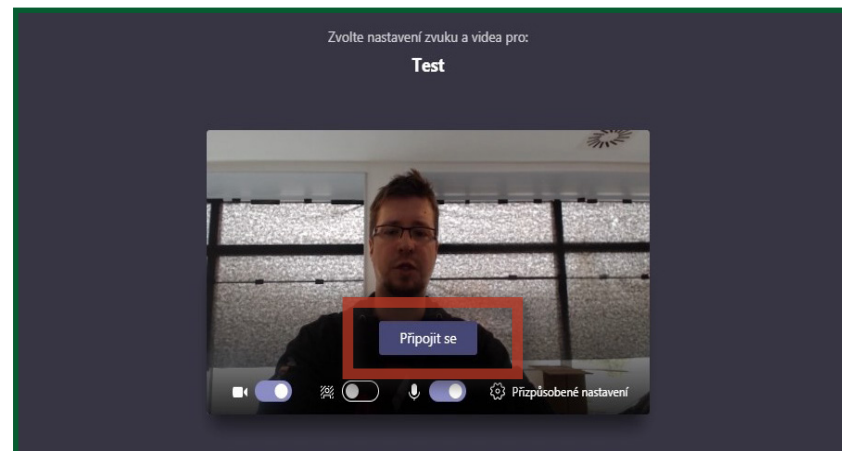 Zvolte nastavení zvuku a videa pro:
Test
Připojit se
Přizpůsobené nastavení